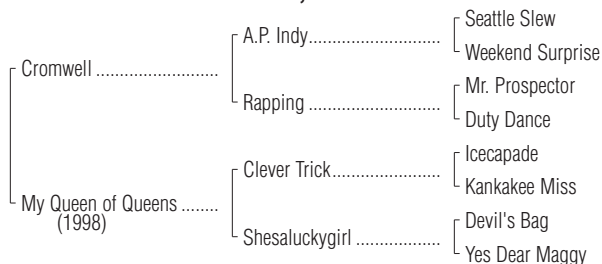 Seattle Slew
A.P. Indy............................
Weekend Surprise
Cromwell ..........................
Mr. Prospector
Rapping ............................
Duty Dance
Icecapade
Clever Trick.......................
Kankakee Miss
My Queen of Queens ........
(1998)
Devil's Bag
Shesaluckygirl ..................
Yes Dear Maggy